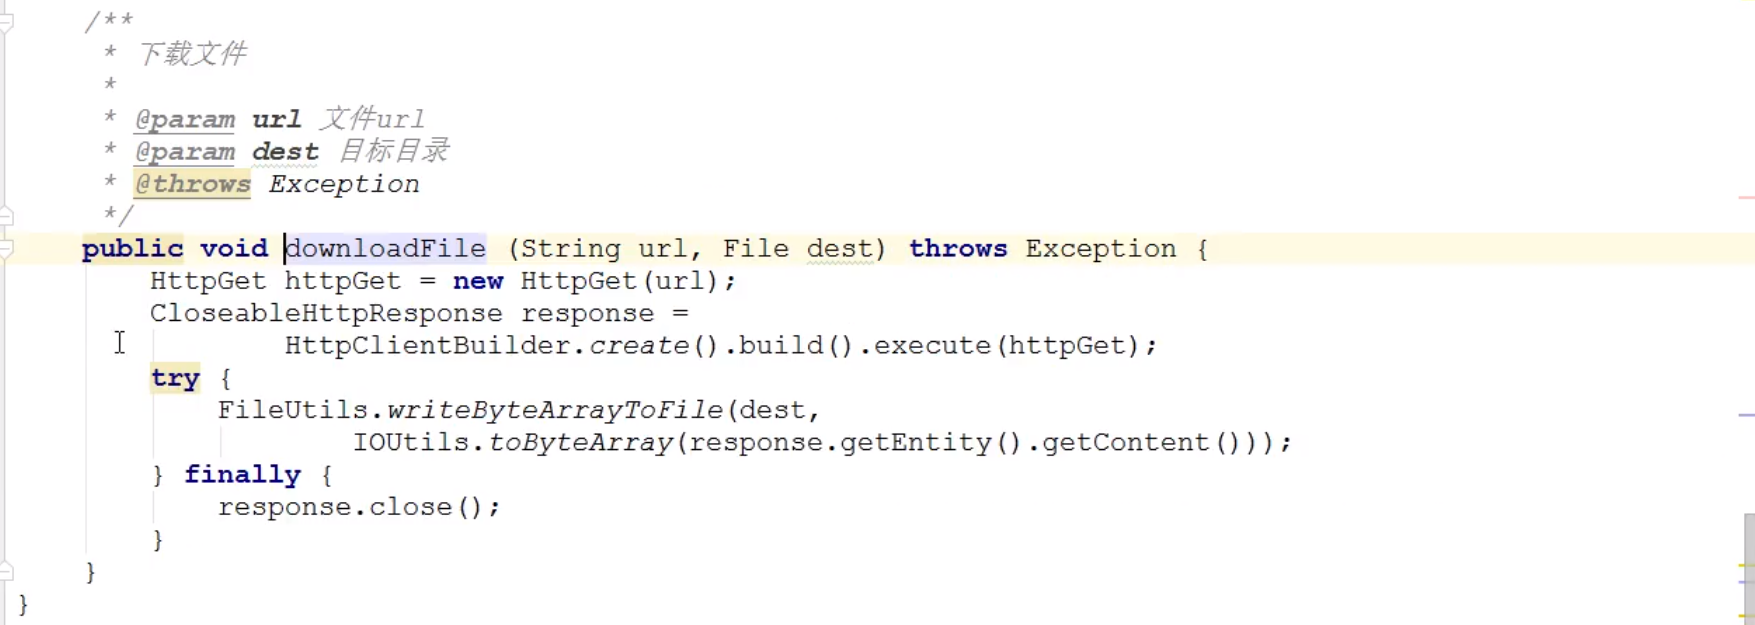 /**
 * 下载文件
 *
 * @param url 文件url
 * @param dest 目标目录
 * @throws Exception
 */
public void downloadFile (String url, File dest) throws Exception {
    HttpGet httpGet = new HttpGet(url);
    CloseableHttpResponse response =
            HttpClientBuilder.create().build().execute(httpGet);
    try {
        FileUtils.writeByteArrayToFile(dest,
                IOUtils.toByteArray(response.getEntity().getContent()));
    } finally {
        response.close();
    }
}
}